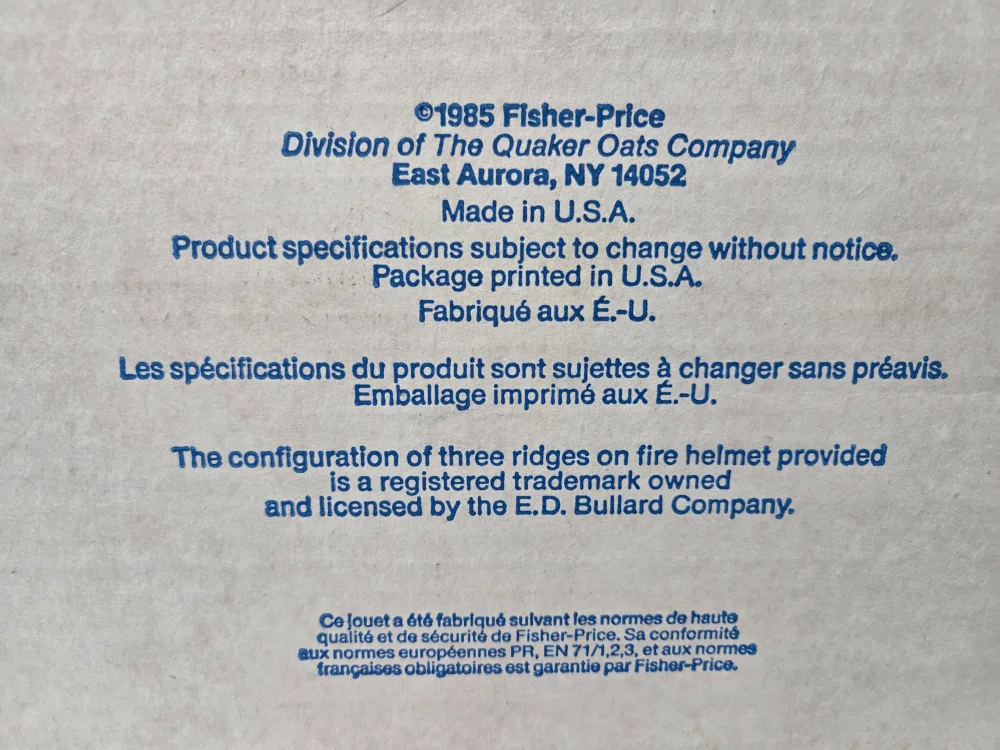 ©1985 Fisher-Price
Division of The Quaker Oats Company
East Aurora, NY 14052
Made in U.S.A.
Product specifications subject to change without notice.
Package printed in U.S.A.
Fabriqué aux É.-U.
Les spécifications du produit sont sujettes à changer sans préavis.
Emballage imprimé aux É.-U.
The configuration of three ridges on fire helmet provided
is a registered trademark owned
and licensed by the E.D. Bullard Company.
Ce jouet a été fabriqué suivant les normes de haute
qualité et de sécurité de Fisher-Price. Sa conformité
aux normes européennes PR, EN 71/1,2,3, et aux normes
françaises obligatoires est garantie par Fisher-Price.